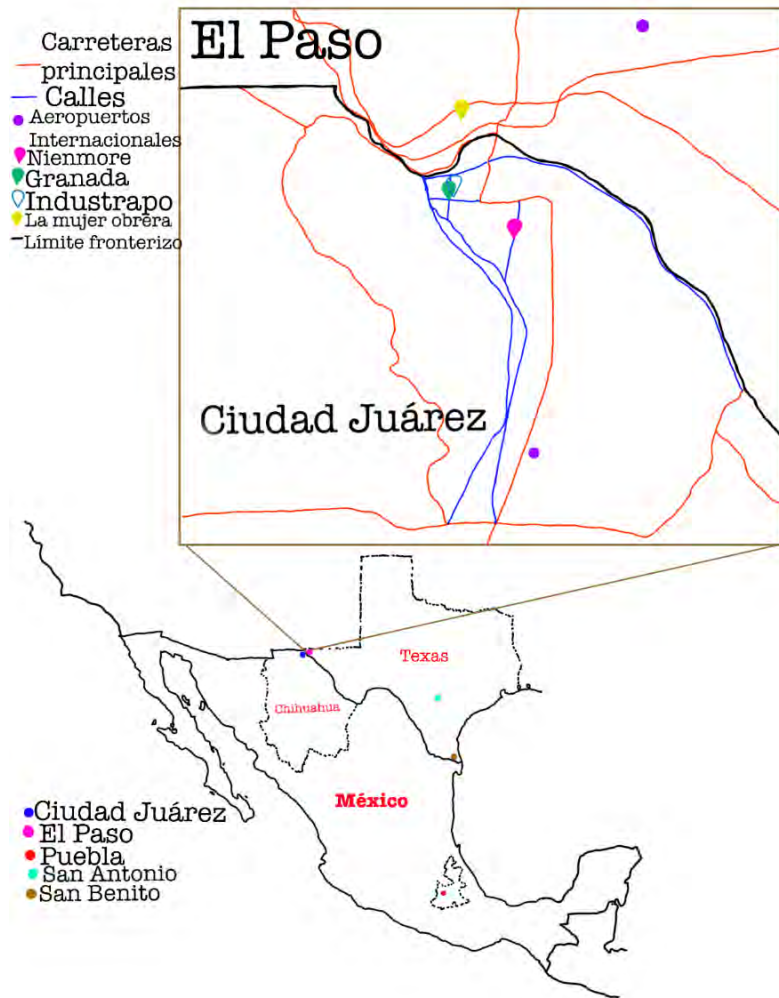 El Paso
Carreteras
principales
Calles
Aeropuertos
Internacionales
Nienmore
Granada
Industrapo
La mujer obrera
Límite fronterizo
Ciudad Juárez
Texas
Chihuahua
México
Ciudad Juárez
El Paso
Puebla
San Antonio
San Benito